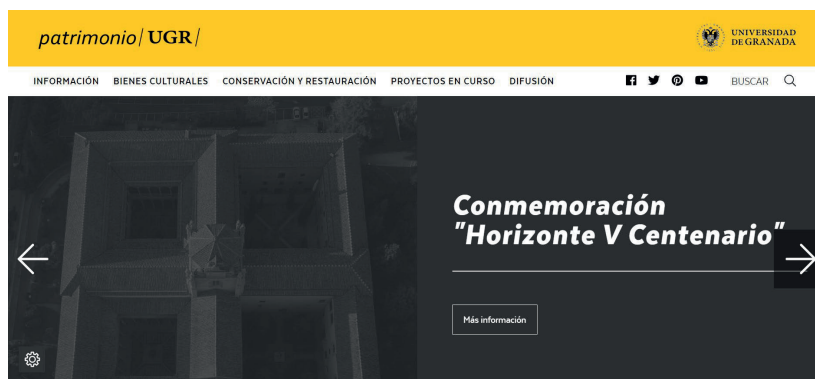 patrimonio/ UGR/
UNIVERSIDAD
DE GRANADA
INFORMACIÓN BIENES CULTURALES CONSERVACIÓN Y RESTAURACIÓN PROYECTOS EN CURSO DIFUSIÓN BUSCAR
Conmemoración
"Horizonte V Centenario"
Más información